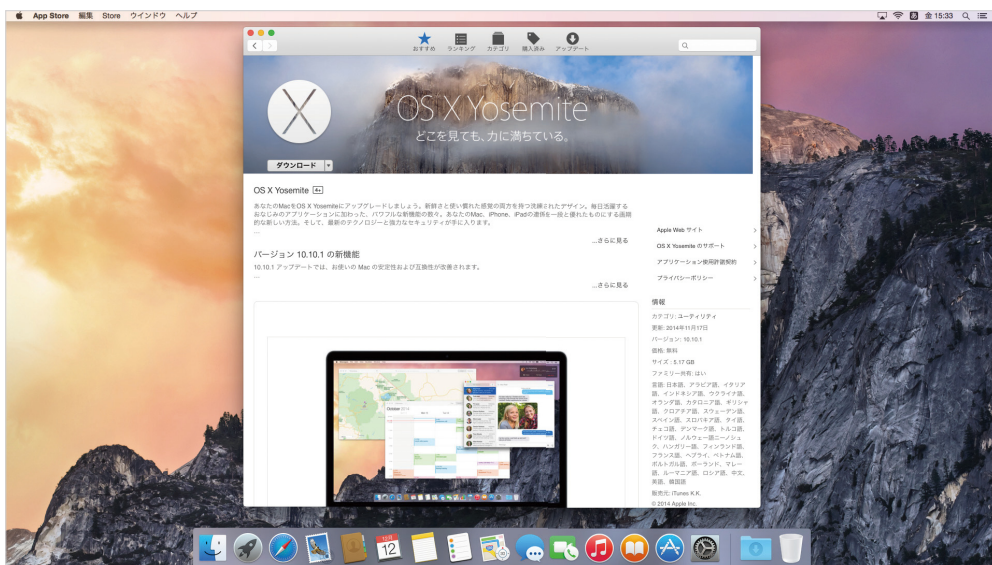 App Store 編集 Store ウインドウ ヘルプ
あ 金15:33
おすすめ ランキング カテゴリ 購入済み アップデート
OS X Yosemite
どこを見ても、力に満ちている。
ダウンロード
OS X Yosemite 4+
あなたのMacをOS X Yosemiteにアップグレードしましょう。新鮮さと使い慣れた感覚の両方を持つ洗練されたデザイン。毎日活躍する
おなじみのアプリケーションに加わった、パワフルな新機能の数々。あなたのMac、iPhone、iPadの連係を一段と優れたものにする画期
的な新しい方法。そして、最新のテクノロジーと強力なセキュリティが手に入ります。
...
...さらに見る
バージョン 10.10.1 の新機能
10.10.1 アップデートでは、お使いの Mac の安定性および互換性が改善されます。
...
...さらに見る
Apple Web サイト
OS X Yosemite のサポート
アプリケーション使用許諾契約
プライバシーポリシー
情報
カテゴリ: ユーティリティ
更新: 2014年11月17日
バージョン: 10.10.1
価格: 無料
サイズ : 5.17 GB
ファミリー共有: はい
言語: 日本語、アラビア語、イタリア
語、インドネシア語、ウクライナ語、
オランダ語、カタロニア語、ギリシャ
語、クロアチア語、スウェーデン語、
スペイン語、スロバキア語、タイ語、
チェコ語、デンマーク語、トルコ語、
ドイツ語、ノルウェー語ニーノシュ
ク、ハンガリー語、フィンランド語、
フランス語、ヘブライ、ベトナム語、
ポルトガル語、ポーランド、マレー
語、ルーマニア語、ロシア語、中文、
英語、韓国語
販売元: iTunes K.K.
© 2014 Apple Inc.
October 2014
12月
12